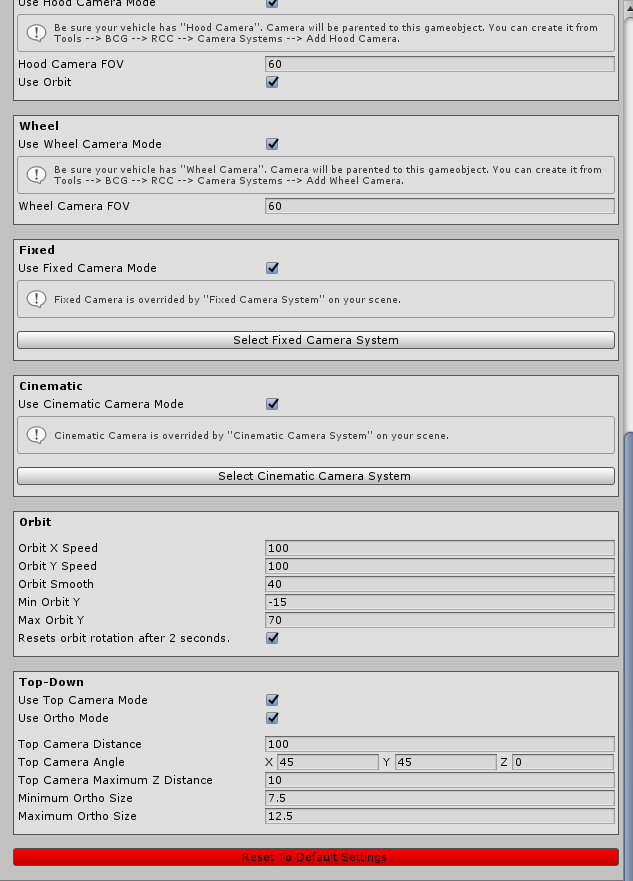 Use Hood Camera Mode
Be sure your vehicle has "Hood Camera". Camera will be parented to this gameobject. You can create it from
Tools --> BCG --> RCC --> Camera Systems --> Add Hood Camera.
Hood Camera FOV 60
Use Orbit
Wheel
Use Wheel Camera Mode
Be sure your vehicle has "Wheel Camera". Camera will be parented to this gameobject. You can create it from
Tools --> BCG --> RCC --> Camera Systems --> Add Wheel Camera.
Wheel Camera FOV 60
Fixed
Use Fixed Camera Mode
Fixed Camera is overrided by "Fixed Camera System" on your scene.
Select Fixed Camera System
Cinematic
Use Cinematic Camera Mode
Cinematic Camera is overrided by "Cinematic Camera System" on your scene.
Select Cinematic Camera System
Orbit
Orbit X Speed 100
Orbit Y Speed 100
Orbit Smooth 40
Min Orbit Y -15
Max Orbit Y 70
Resets orbit rotation after 2 seconds.
Top-Down
Use Top Camera Mode
Use Ortho Mode
Top Camera Distance 100
Top Camera Angle X 45 Y 45 Z 0
Top Camera Maximum Z Distance 10
Minimum Ortho Size 7.5
Maximum Ortho Size 12.5
Reset To Default Settings